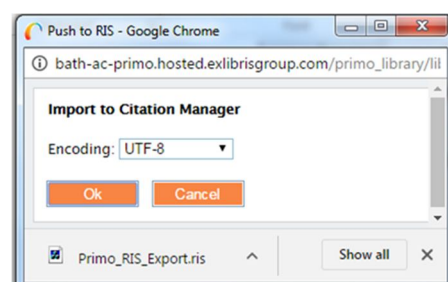 Push to RIS - Google Chrome
bath-ac-primo.hosted.exlibrisgroup.com/primo_library/lib
Import to Citation Manager
Encoding: UTF-8
Ok Cancel
Primo_RIS_Export.ris Show all